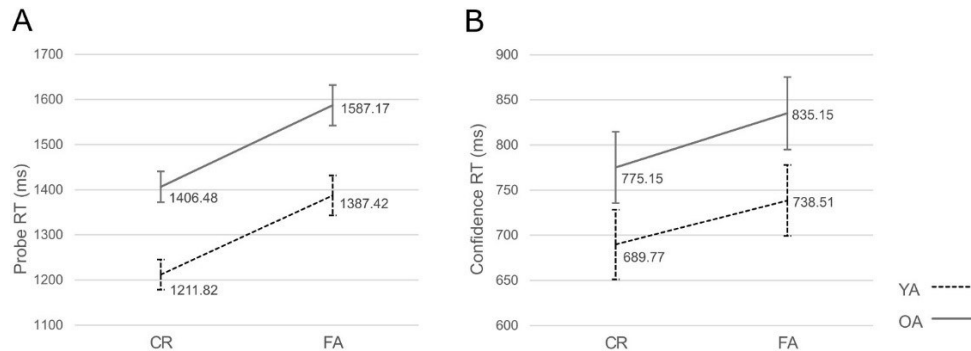 A
Probe RT (ms)
1700
1600
1500
1400
1300
1200
1100
1587.17
1406.48
1387.42
1211.82
CR
FA
B
Confidence RT (ms)
900
850
800
750
700
650
600
835.15
775.15
738.51
689.77
CR
FA
YA
OA